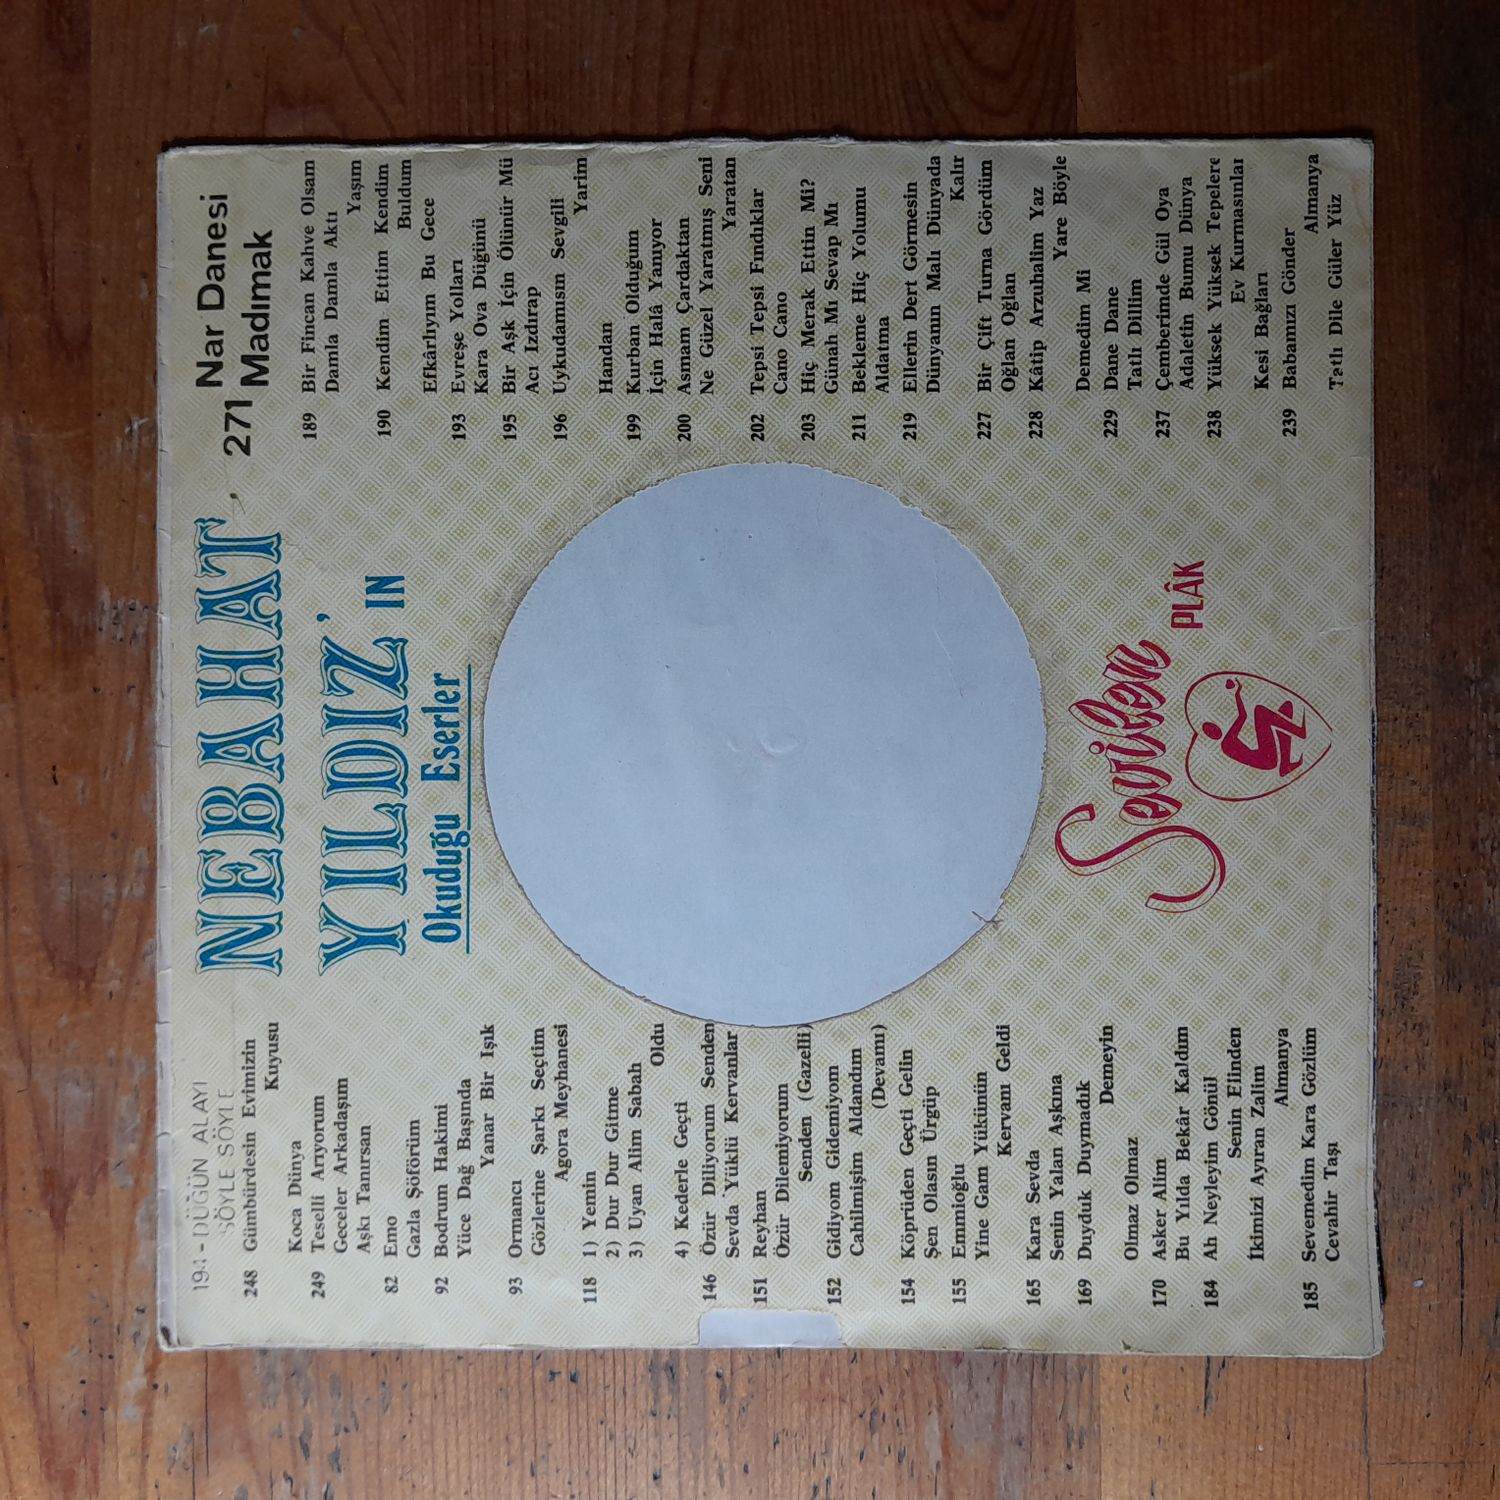 194 - DÜĞÜN ALAYI
SÖYLE SÖYLE
248 Gümbürdesin Evimizin
Kuyusu
Koca Dünya
249 Teselli Arıyorum
Geceler Arkadaşım
Aşkı Tanırsan
82 Emo
Gazla Şöförüm
92 Bodrum Hakimi
Yüce Dağ Başında
Yanar Bir Işık
93 Ormancı
Gözlerine Şarkı Seçtim
Agora Meyhanesi
118 1) Yemin
2) Dur Dur Gitme
3) Uyan Alim Sabah
Oldu
4) Kederle Geçti
146 Özür Diliyorum Senden
Sevda Yüklü Kervanlar
151 Reyhan
Özür Dilemiyorum
Senden (Gazelli)
152 Gidiyom Gidemiyom
Cahilmişim Aldandım
(Devamı)
154 Köprüden Geçti Gelin
Şen Olasın Ürgüp
155 Emmioğlu
Yine Gam Yükünün
Kervanı Geldi
165 Kara Sevda
Senin Yalan Aşkına
169 Duyduk Duymadık
Demeyin
Olmaz Olmaz
170 Asker Alim
Bu Yılda Bekâr Kaldım
184 Ah Neyleyim Gönül
Senin Elinden
İkimizi Ayıran Zalim
Almanya
185 Sevemedim Kara Gözlüm
Cevahir Taşı
NEBAHAT
YILDIZ'
IN
Okuduğu Eserler
Sevilen
PLÂK
271 Nar Danesi
Madımak
189 Bir Fincan Kahve Olsam
Damla Damla Aktı
Yaşım
190 Kendim Ettim Kendim
Buldum
Efkârlıyım Bu Gece
193 Evreşe Yolları
Kara Ova Düğünü
195 Bir Aşk İçin Ölünür Mü
Acı Izdırap
196 Uykudamısın Sevgili
Yarim
Handan
199 Kurban Olduğum
İçin Halâ Yanıyor
200 Asmam Çardaktan
Ne Güzel Yaratmış Seni
Yaratan
202 Tepsi Tepsi Fındıklar
Cano Cano
203 Hiç Merak Ettin Mi?
Günah Mı Sevap Mı
211 Bekleme Hiç Yolumu
Aldatma
219 Ellerin Dert Görmesin
Dünyanın Malı Dünyada
Kalır
227 Bir Çift Turna Gördüm
Oğlan Oğlan
228 Kâtip Arzuhalim Yaz
Yare Böyle
Demedim Mi
229 Dane Dane
Tatlı Dillim
237 Çemberimde Gül Oya
Adaletin Bumu Dünya
238 Yüksek Yüksek Tepelere
Ev Kurmasınlar
Kesi Bağları
239 Babamızı Gönder
Almanya
Tatlı Dile Güler Yüz